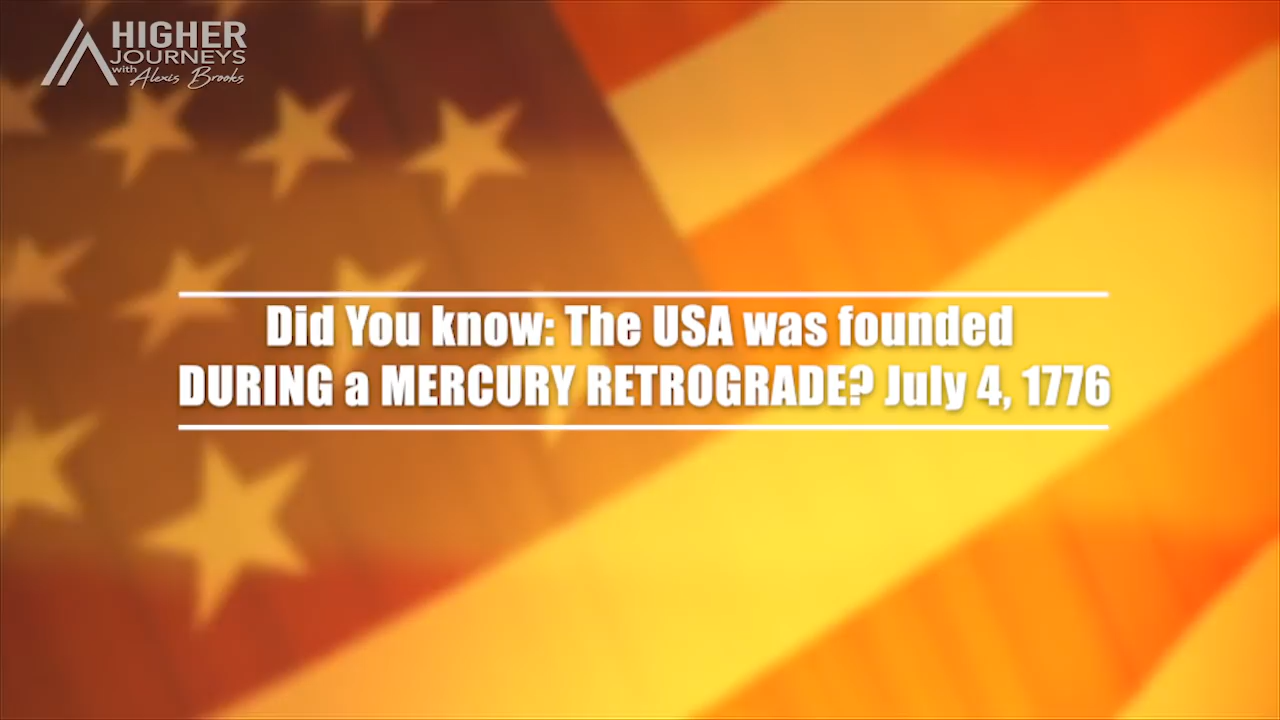 HIGHER
JOURNEYS
with Alexis Brooks
Did You know: The USA was founded
DURING a MERCURY RETROGRADE? July 4, 1776